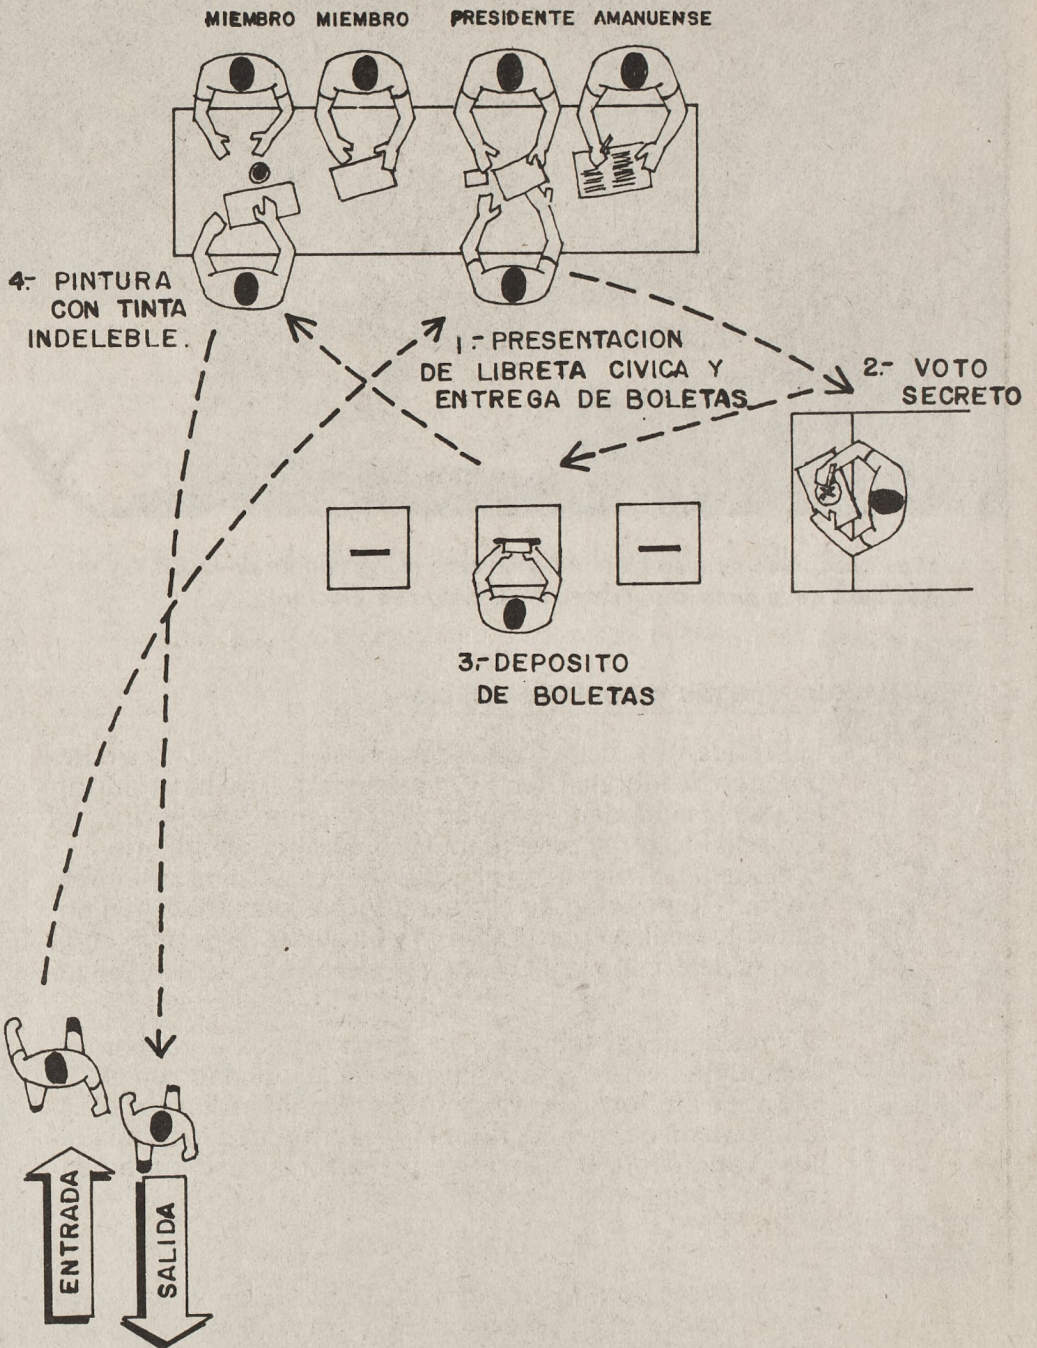 MIEMBRO MIEMBRO PRESIDENTE AMANUENSE
4.- PINTURA
CON TINTA
INDELEBLE.
1.- PRESENTACION
DE LIBRETA CIVICA Y
ENTREGA DE BOLETAS
2.- VOTO
SECRETO
3.- DEPOSITO
DE BOLETAS
ENTRADA
SALIDA